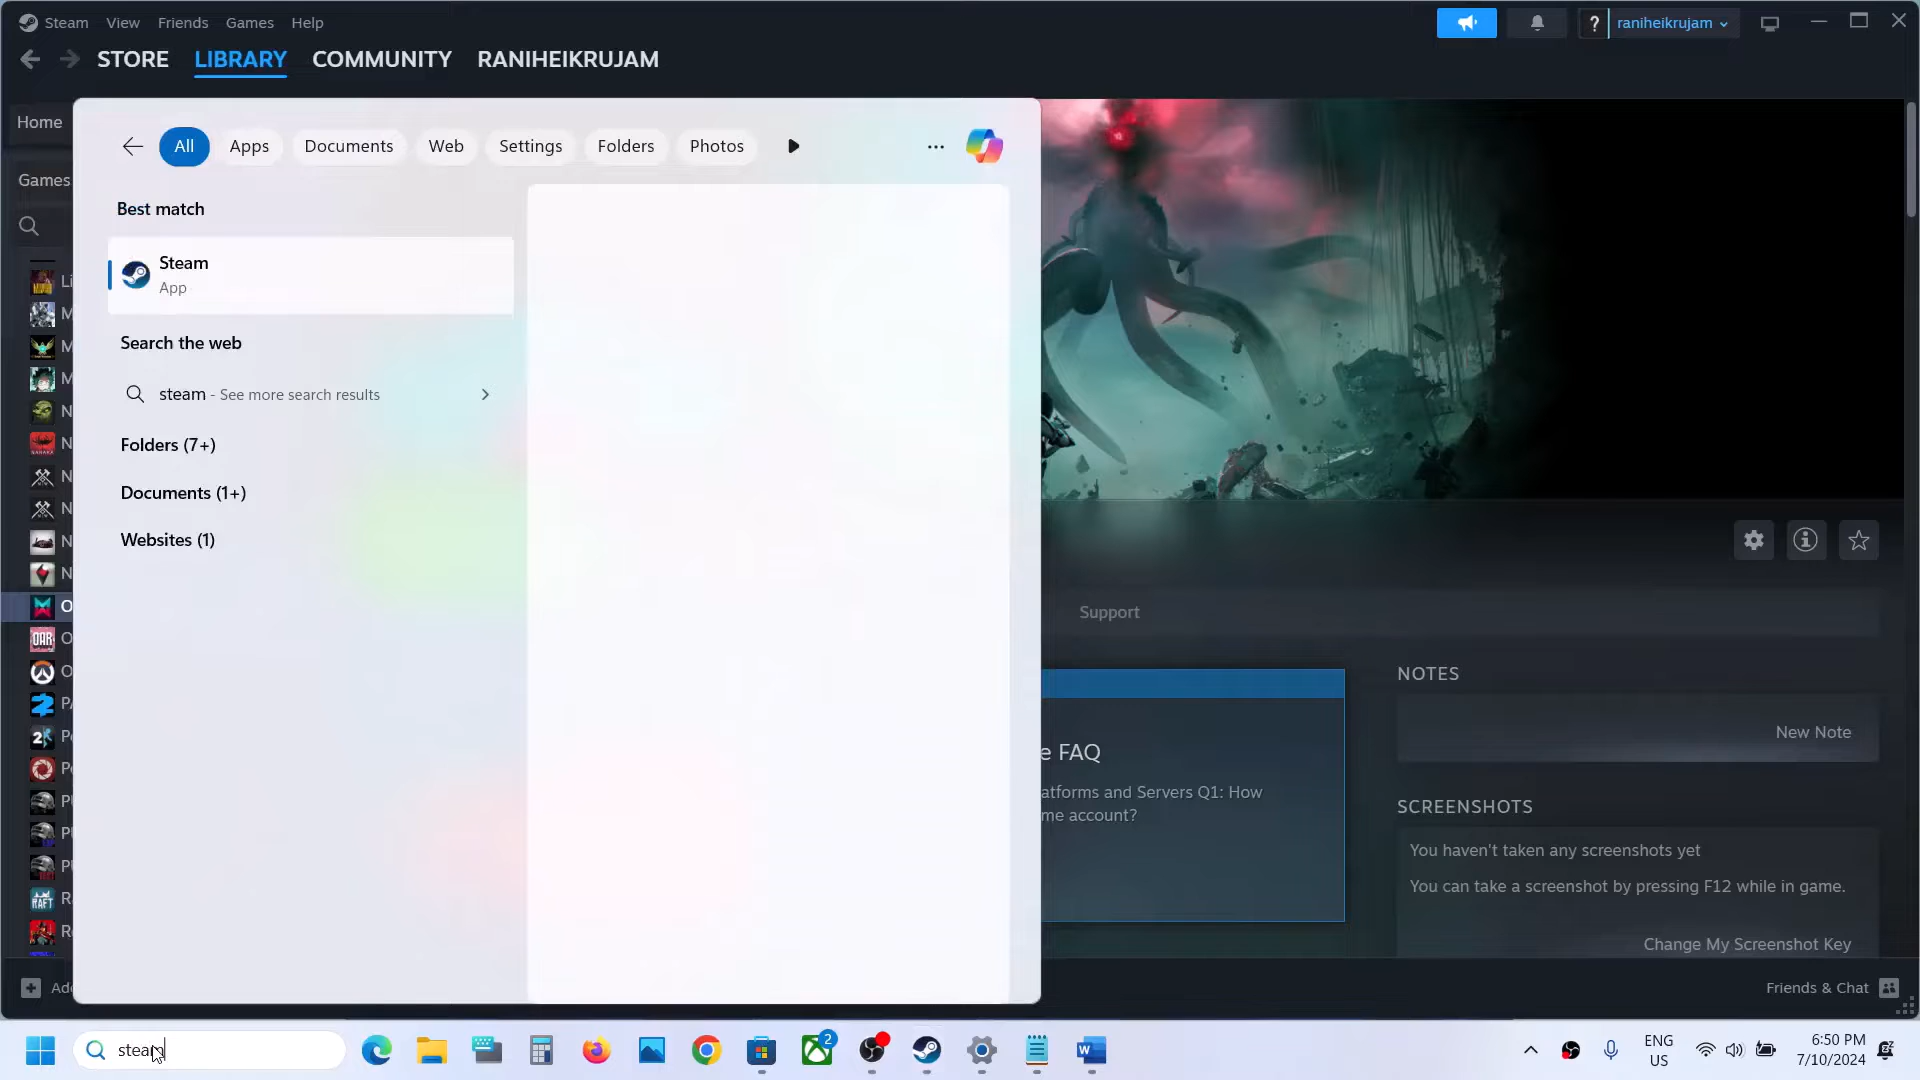 Steam View Friends Games Help
? raniheikrujam
STORE LIBRARY COMMUNITY RANIHEIKRUJAM
Home
All Apps Documents Web Settings Folders Photos
Games
Best match
Steam
App
Search the web
steam - See more search results
Folders (7+)
Documents (1+)
Websites (1)
Support
NOTES
New Note
e FAQ
atforms and Servers Q1: How
me account?
SCREENSHOTS
You haven't taken any screenshots yet
You can take a screenshot by pressing F12 while in game.
Change My Screenshot Key
Friends & Chat
steam
2
ENG
US
6:50 PM
7/10/2024